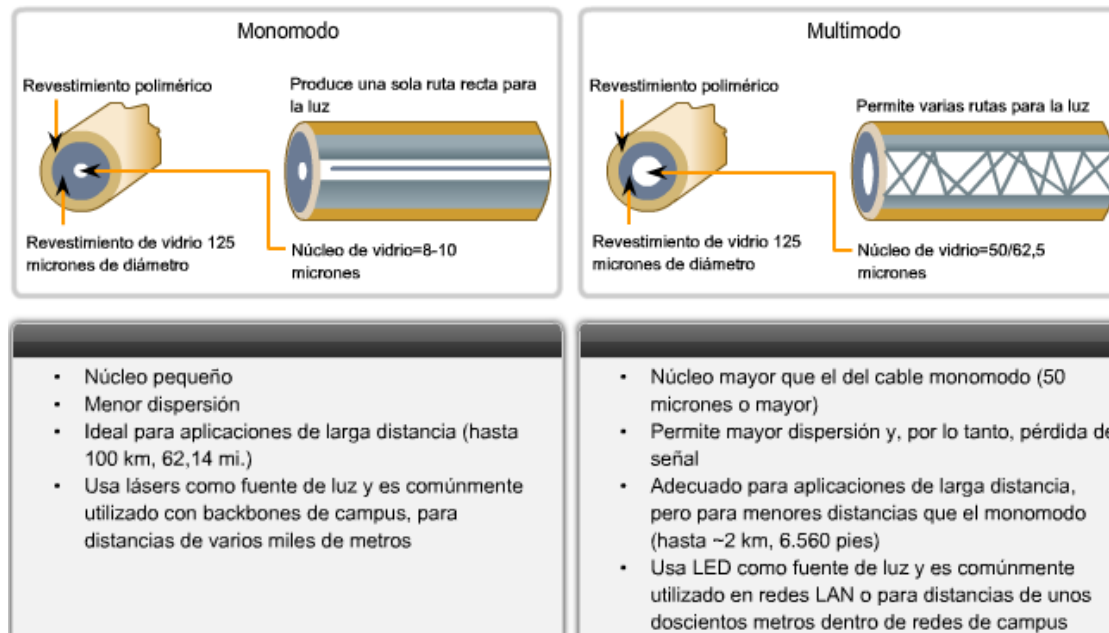 Monomodo
Revestimiento polimérico
Produce una sola ruta recta para
la luz
Revestimiento de vidrio 125
micrones de diámetro
Núcleo de vidrio=8-10
micrones
Multimodo
Revestimiento polimérico
Permite varias rutas para la luz
Revestimiento de vidrio 125
micrones de diámetro
Núcleo de vidrio=50/62,5
micrones
• Núcleo pequeño
• Menor dispersión
• Ideal para aplicaciones de larga distancia (hasta
100 km, 62,14 mi.)
• Usa lásers como fuente de luz y es comúnmente
utilizado con backbones de campus, para
distancias de varios miles de metros
• Núcleo mayor que el del cable monomodo (50
micrones o mayor)
• Permite mayor dispersión y, por lo tanto, pérdida de
señal
• Adecuado para aplicaciones de larga distancia,
pero para menores distancias que el monomodo
(hasta ~2 km, 6.560 pies)
• Usa LED como fuente de luz y es comúnmente
utilizado en redes LAN o para distancias de unos
doscientos metros dentro de redes de campus